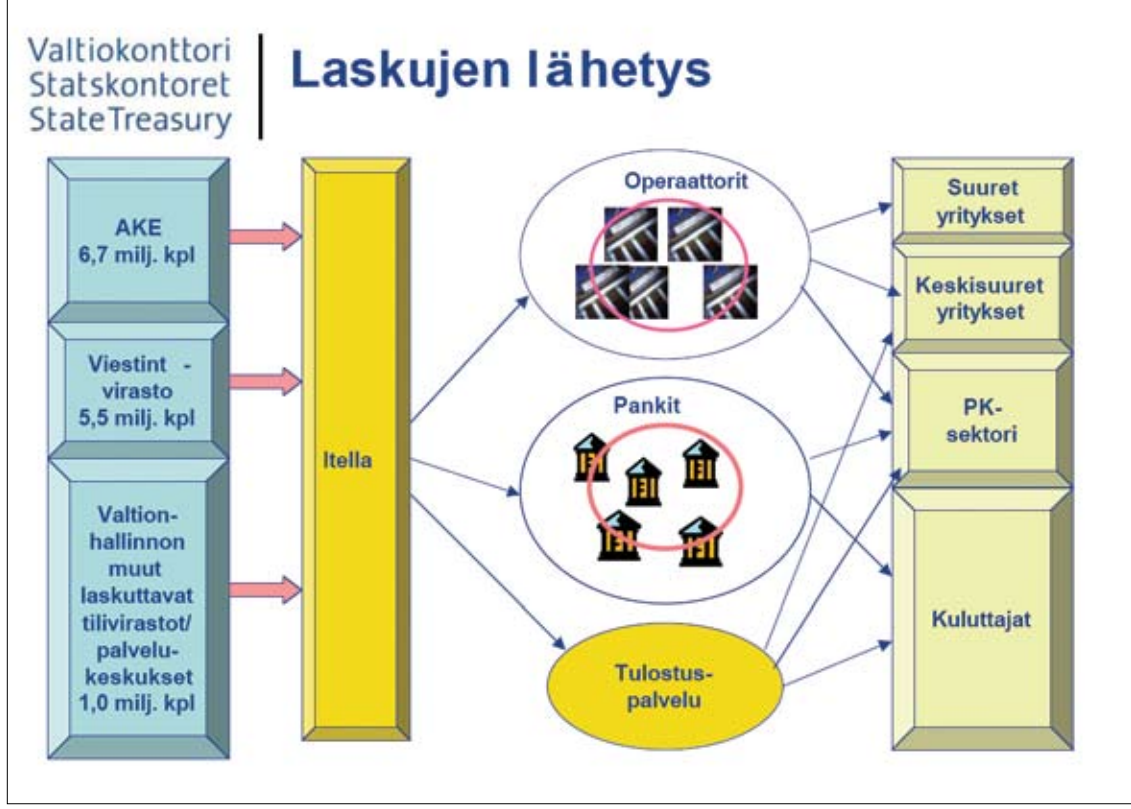 Valtiokonttori
Statskontoret
State Treasury
Laskujen lähetys
AKE
6,7 milj. kpl
Viestint -
virasto
5,5 milj. kpl
Valtion-
hallinnon
muut
laskuttavat
tilivirastot/
palvelu-
keskukset
1,0 milj. kpl
Itella
Operaattorit
Pankit
Tulostus-
palvelu
Suuret
yritykset
Keskisuuret
yritykset
PK-
sektori
Kuluttajat